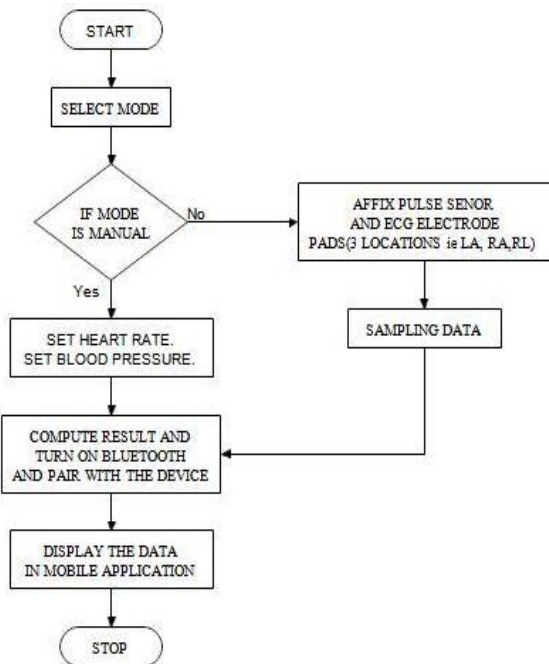 START
SELECT MODE
IF MODE
IS MANUAL
No
Yes
AFFIX PULSE SENOR
AND ECG ELECTRODE
PADS(3 LOCATIONS ie LA, RA,RL)
SAMPLING DATA
SET HEART RATE.
SET BLOOD PRESSURE.
COMPUTE RESULT AND
TURN ON BLUETOOTH
AND PAIR WITH THE DEVICE
DISPLAY THE DATA
IN MOBILE APPLICATION
STOP